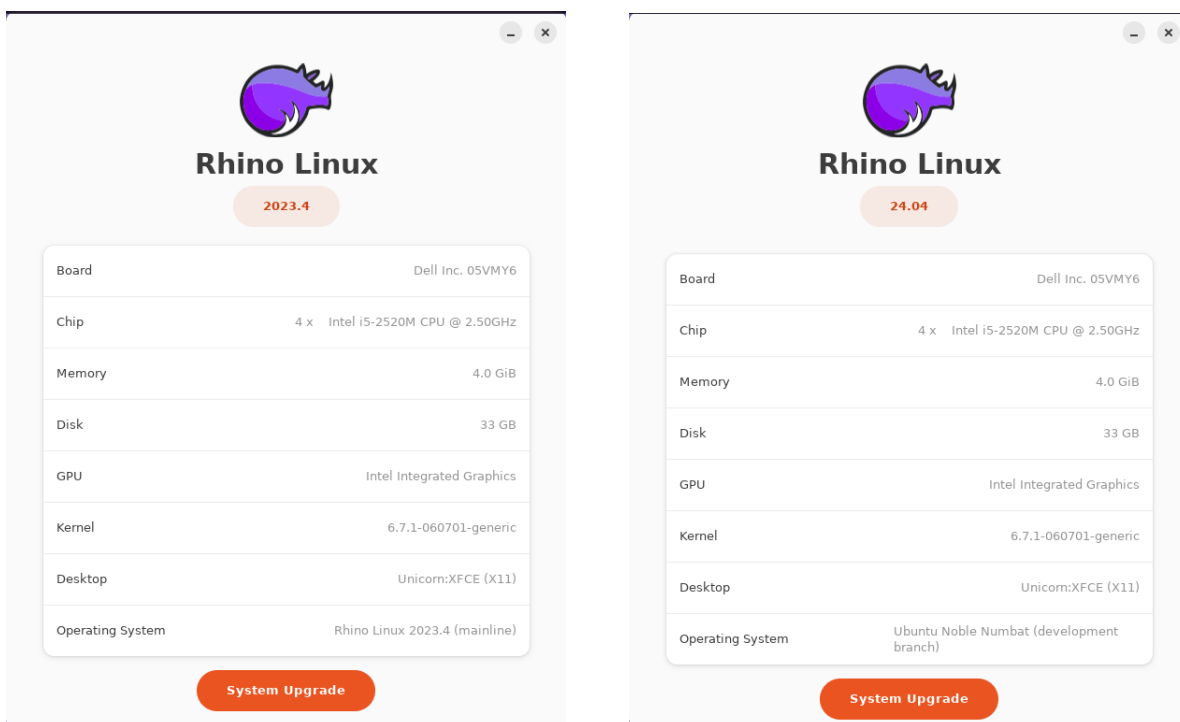 Rhino Linux
2023.4
Board Dell Inc. 05VMY6
Chip 4 x Intel i5-2520M CPU @ 2.50GHz
Memory 4.0 GiB
Disk 33 GB
GPU Intel Integrated Graphics
Kernel 6.7.1-060701-generic
Desktop Unicorn:XFCE (X11)
Operating System Rhino Linux 2023.4 (mainline)
System Upgrade
Rhino Linux
24.04
Board Dell Inc. 05VMY6
Chip 4 x Intel i5-2520M CPU @ 2.50GHz
Memory 4.0 GiB
Disk 33 GB
GPU Intel Integrated Graphics
Kernel 6.7.1-060701-generic
Desktop Unicorn:XFCE (X11)
Operating System Ubuntu Noble Numbat (development
branch)
System Upgrade